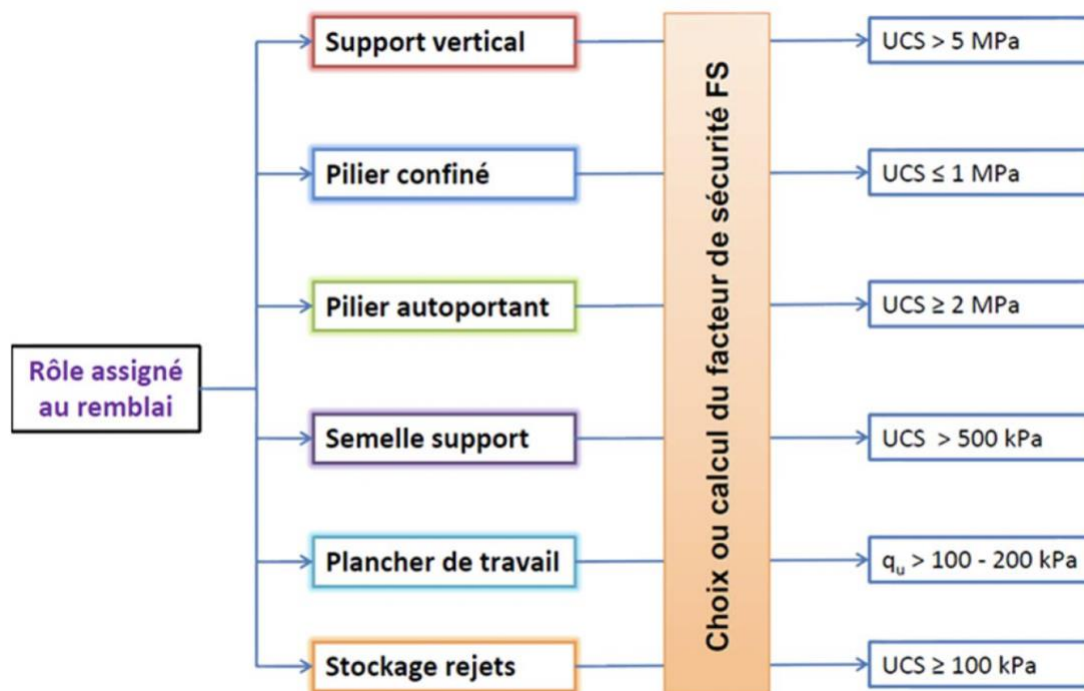 Rôle assigné
au remblai
Support vertical
Pilier confiné
Pilier autoportant
Semelle support
Plancher de travail
Stockage rejets
Choix ou calcul du facteur de sécurité FS
UCS > 5 MPa
UCS ≤ 1 MPa
UCS ≥ 2 MPa
UCS > 500 kPa
qᵤ > 100 - 200 kPa
UCS ≥ 100 kPa